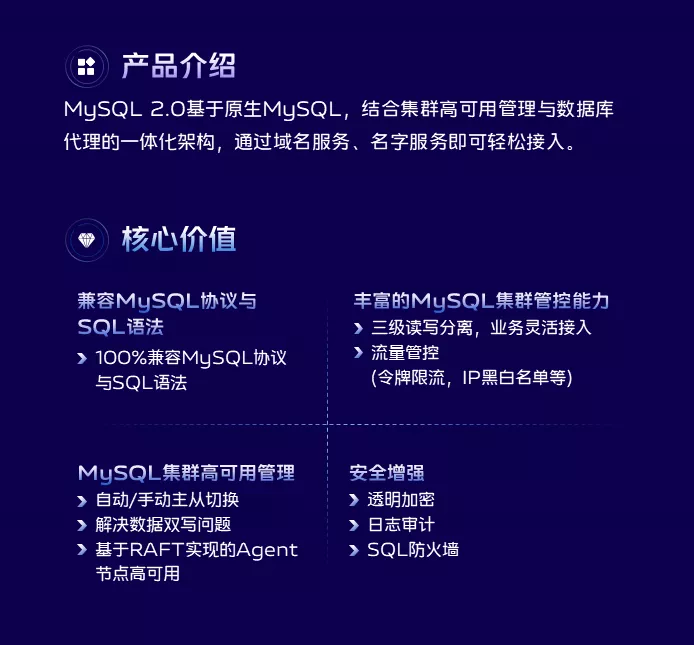 产品介绍
MySQL 2.0基于原生MySQL，结合集群高可用管理与数据库
代理的一体化架构，通过域名服务、名字服务即可轻松接入。
核心价值
兼容MySQL协议与
SQL语法
100%兼容MySQL协议
与SQL语法
丰富的MySQL集群管控能力
三级读写分离，业务灵活接入
流量管控
(令牌限流，IP黑白名单等)
MySQL集群高可用管理
自动/手动主从切换
解决数据双写问题
基于RAFT实现的Agent
节点高可用
安全增强
透明加密
日志审计
SQL防火墙